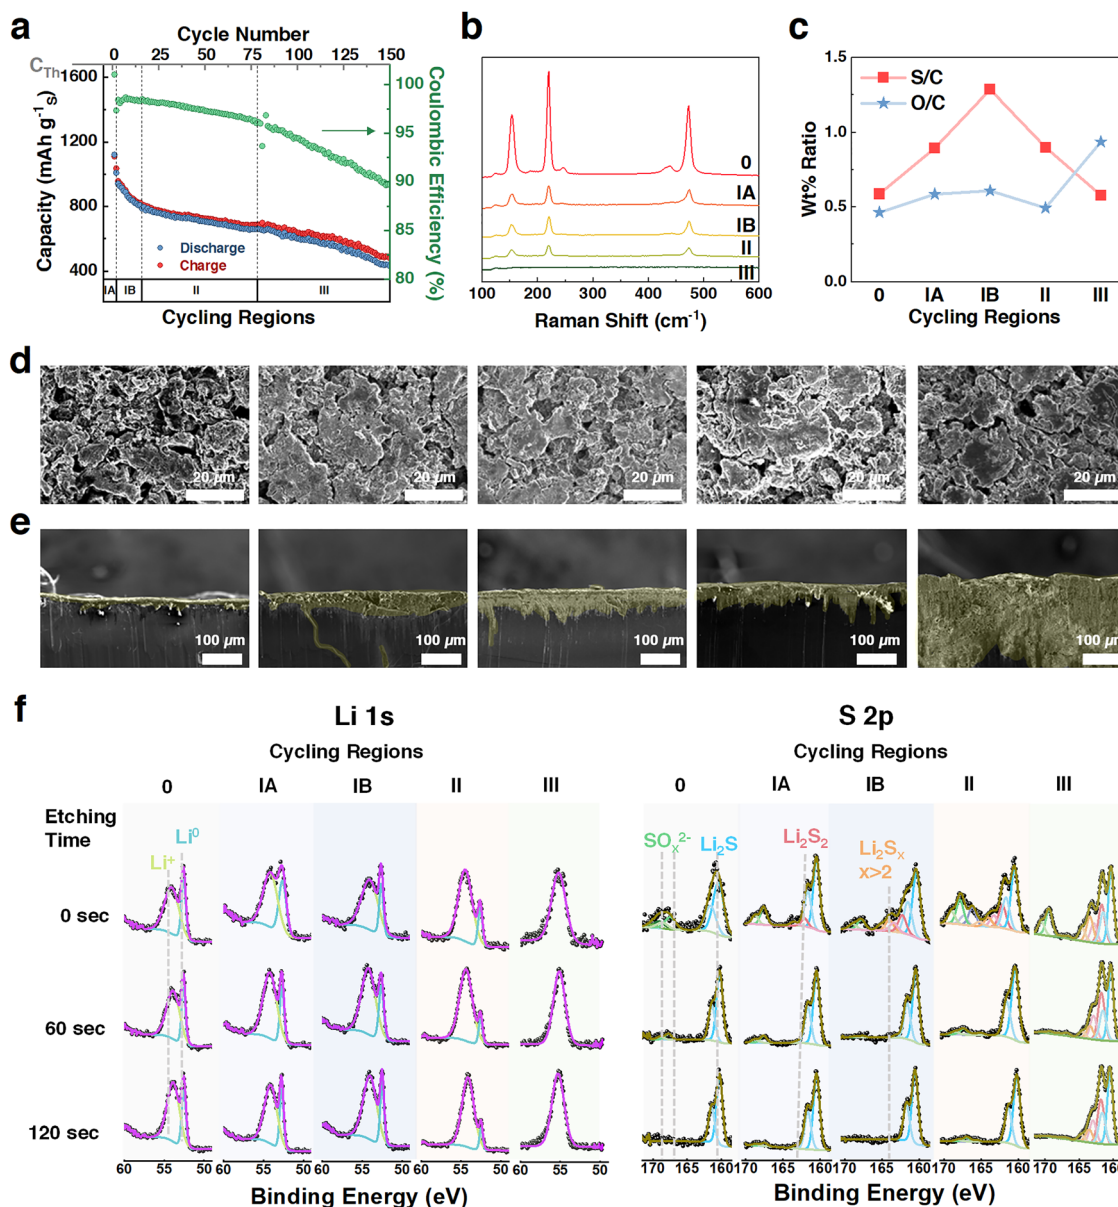 a
Cycle Number
0 25 50 75 100 125 150
C_Th
1600
1200
800
400
Capacity (mAh g⁻¹ₛ)
100
95
90
85
80
Coulombic Efficiency (%)
Discharge
Charge
IA IB II III
Cycling Regions
b
0
IA
IB
II
III
100 200 300 400 500 600
Raman Shift (cm⁻¹)
c
1.5
1.0
0.5
0.0
Wt% Ratio
S/C
O/C
0 IA IB II III
Cycling Regions
d
20 µm 20 µm 20 µm 20 µm 20 µm
e
100 µm 100 µm 100 µm 100 µm 100 µm
f
Li 1s
Cycling Regions
0 IA IB II III
Etching
Time
Li⁺ Li⁰
0 sec
60 sec
120 sec
60 55 50 60 55 50 60 55 50 60 55 50 60 55 50
Binding Energy (eV)
S 2p
Cycling Regions
0 IA IB II III
SOₓ²⁻ Li₂S Li₂S₂ Li₂Sₓ
x>2
170 165 160 170 165 160 170 165 160 170 165 160 170 165 160
Binding Energy (eV)